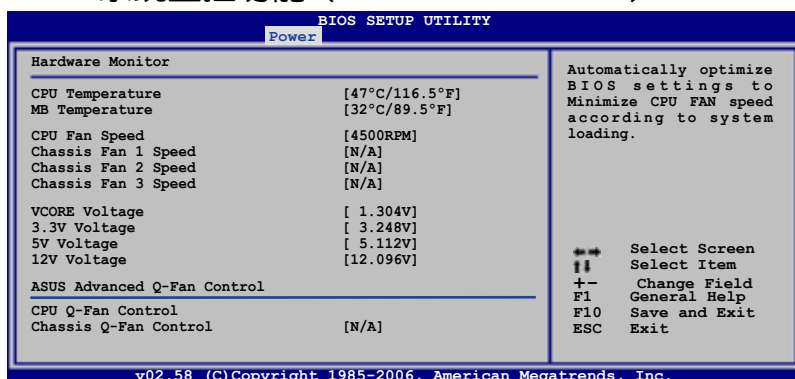 BIOS SETUP UTILITY
Power
Hardware Monitor
CPU Temperature [47°C/116.5°F]
MB Temperature [32°C/89.5°F]
CPU Fan Speed [4500RPM]
Chassis Fan 1 Speed [N/A]
Chassis Fan 2 Speed [N/A]
Chassis Fan 3 Speed [N/A]
VCORE Voltage [ 1.304V]
3.3V Voltage [ 3.248V]
5V Voltage [ 5.112V]
12V Voltage [12.096V]
ASUS Advanced Q-Fan Control
CPU Q-Fan Control
Chassis Q-Fan Control [N/A]
Automatically optimize
BIOS settings to
Minimize CPU FAN speed
according to system
loading.
Select Screen
Select Item
+- Change Field
F1 General Help
F10 Save and Exit
ESC Exit
v02.58 (C)Copyright 1985-2006, American Megatrends, Inc.